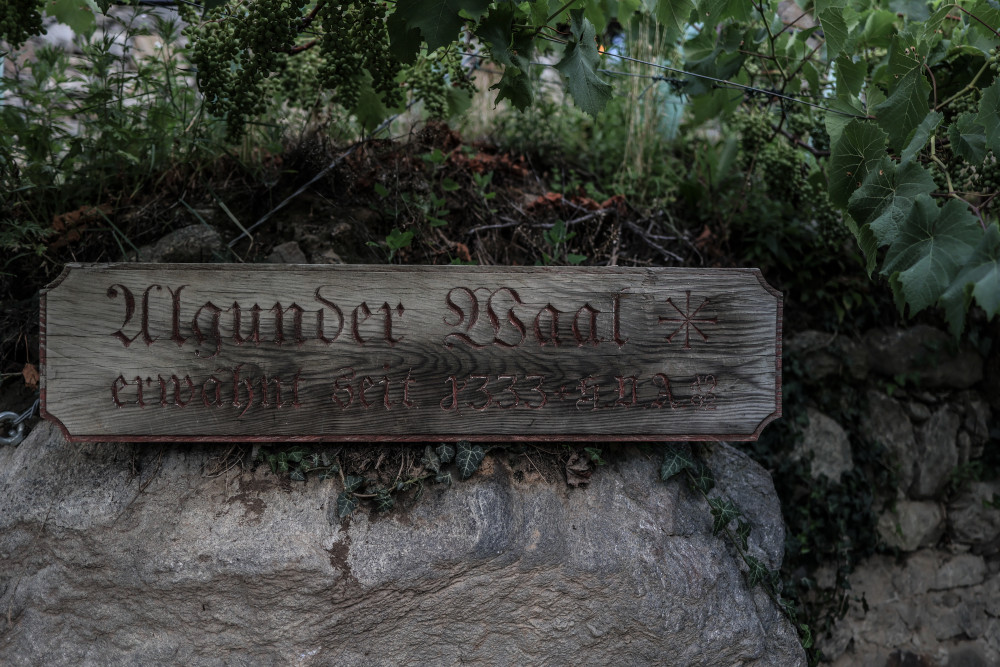 Algunder Waal
erwähnt seit 1333